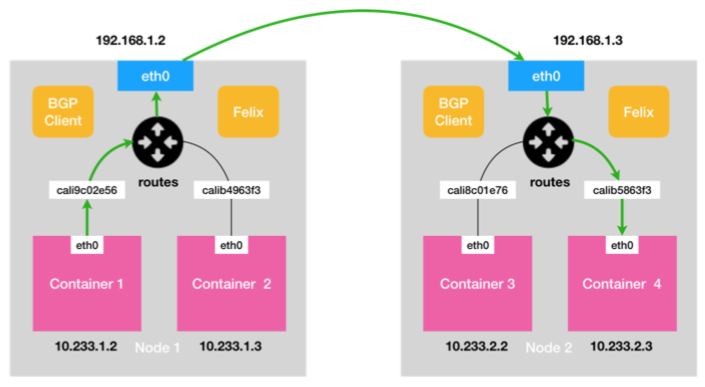 192.168.1.2
192.168.1.3
eth0
BGP
Client
Felix
cali9c02e56
routes
calib4963f3
eth0
eth0
Container 1
Container 2
10.233.1.2
Node 1
10.233.1.3
eth0
BGP
Client
Felix
cali8c01e76
routes
calib5863f3
eth0
eth0
Container 3
Container 4
10.233.2.2
Node 2
10.233.2.3